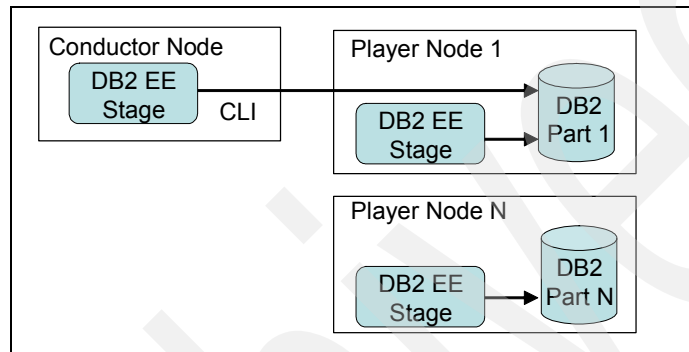 Conductor Node
DB2 EE
Stage
CLI
Player Node 1
DB2 EE
Stage
DB2
Part 1
Player Node N
DB2 EE
Stage
DB2
Part N